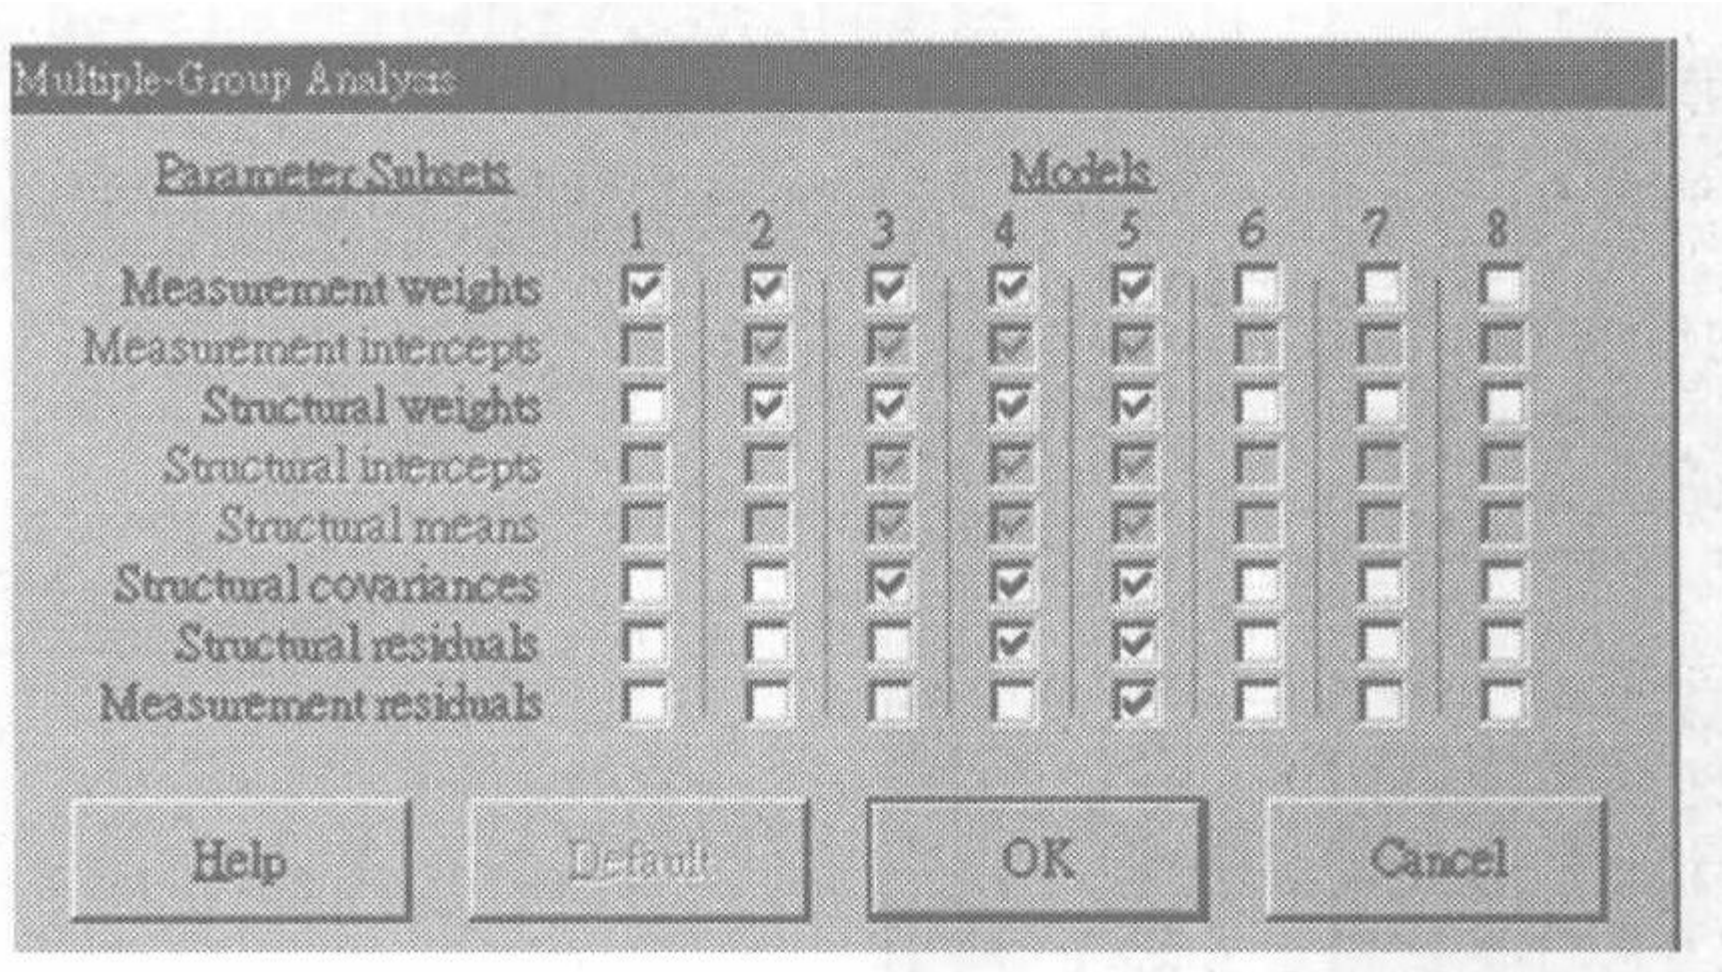 Multiple-Group Analysis
Parameter Subsets Models
1 2 3 4 5 6 7 8
Measurement weights
Measurement intercepts
Structural weights
Structural intercepts
Structural means
Structural covariances
Structural residuals
Measurement residuals
Help Default OK Cancel